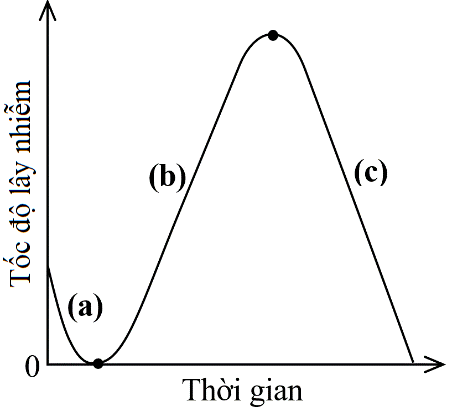 Tốc độ lây nhiễm
(a)
(b)
(c)
0
Thời gian